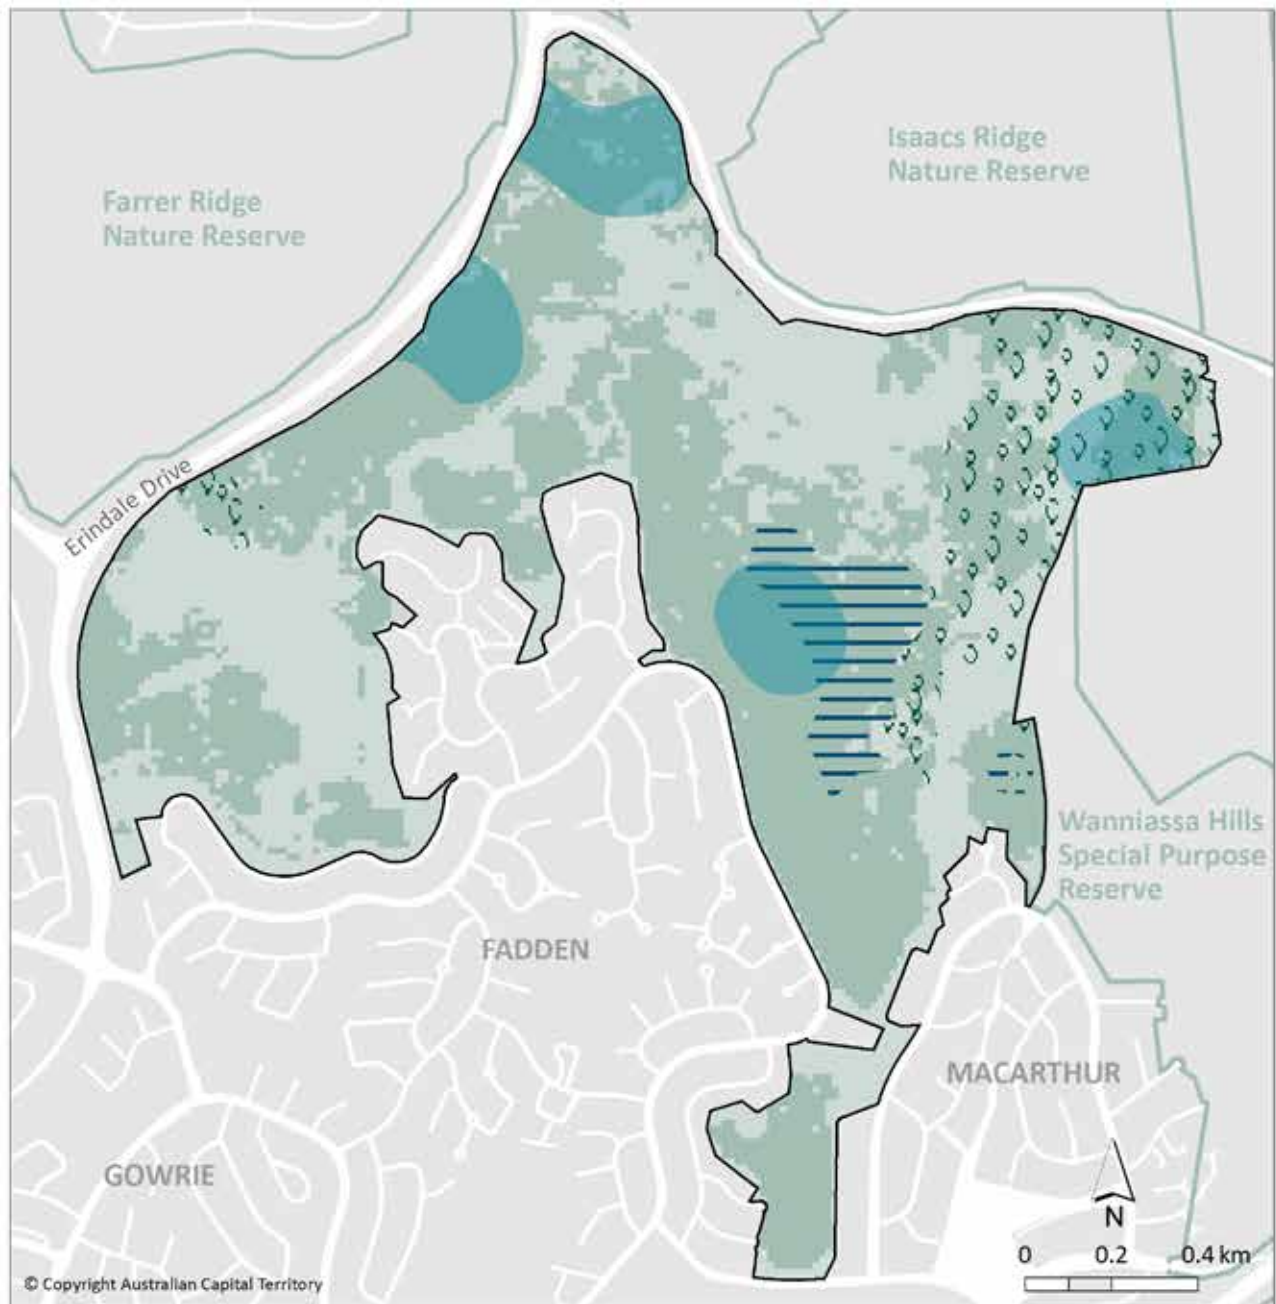 Isaacs Ridge
Nature Reserve
Farrer Ridge
Nature Reserve
Erindale Drive
Wanniassa Hills
Special Purpose
Reserve
FADDEN
MACARTHUR
GOWRIE
N
0 0.2 0.4 km
© Copyright Australian Capital Territory